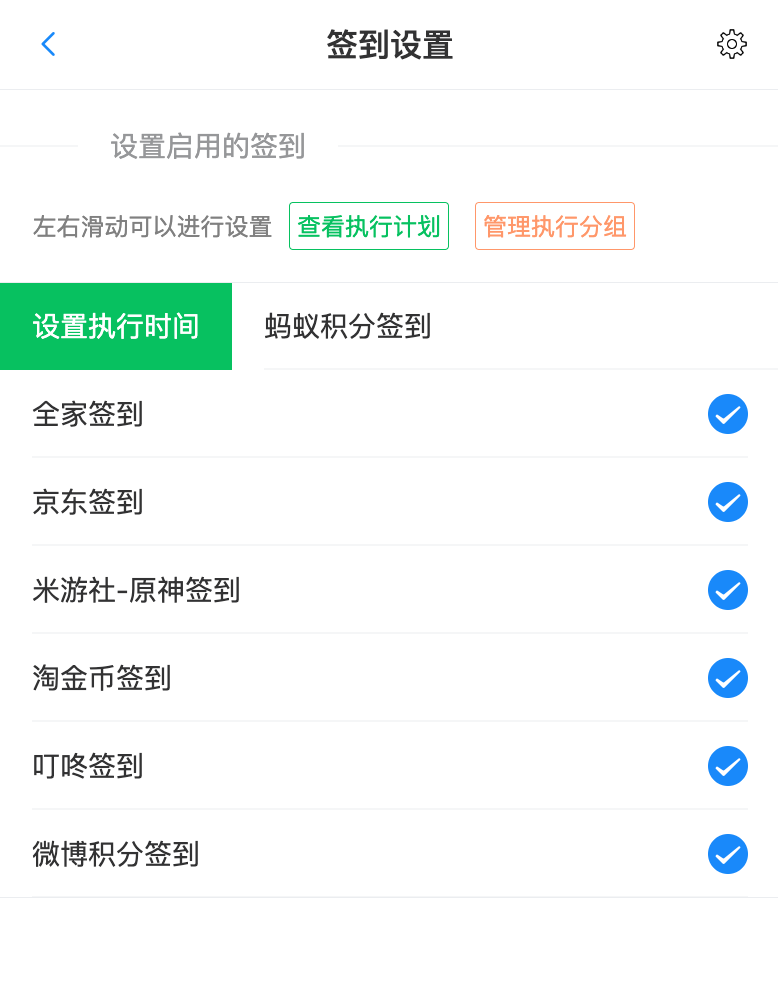 签到设置
设置启用的签到
左右滑动可以进行设置 查看执行计划 管理执行分组
设置执行时间 蚂蚁积分签到
全家签到
京东签到
米游社-原神签到
淘金币签到
叮咚签到
微博积分签到